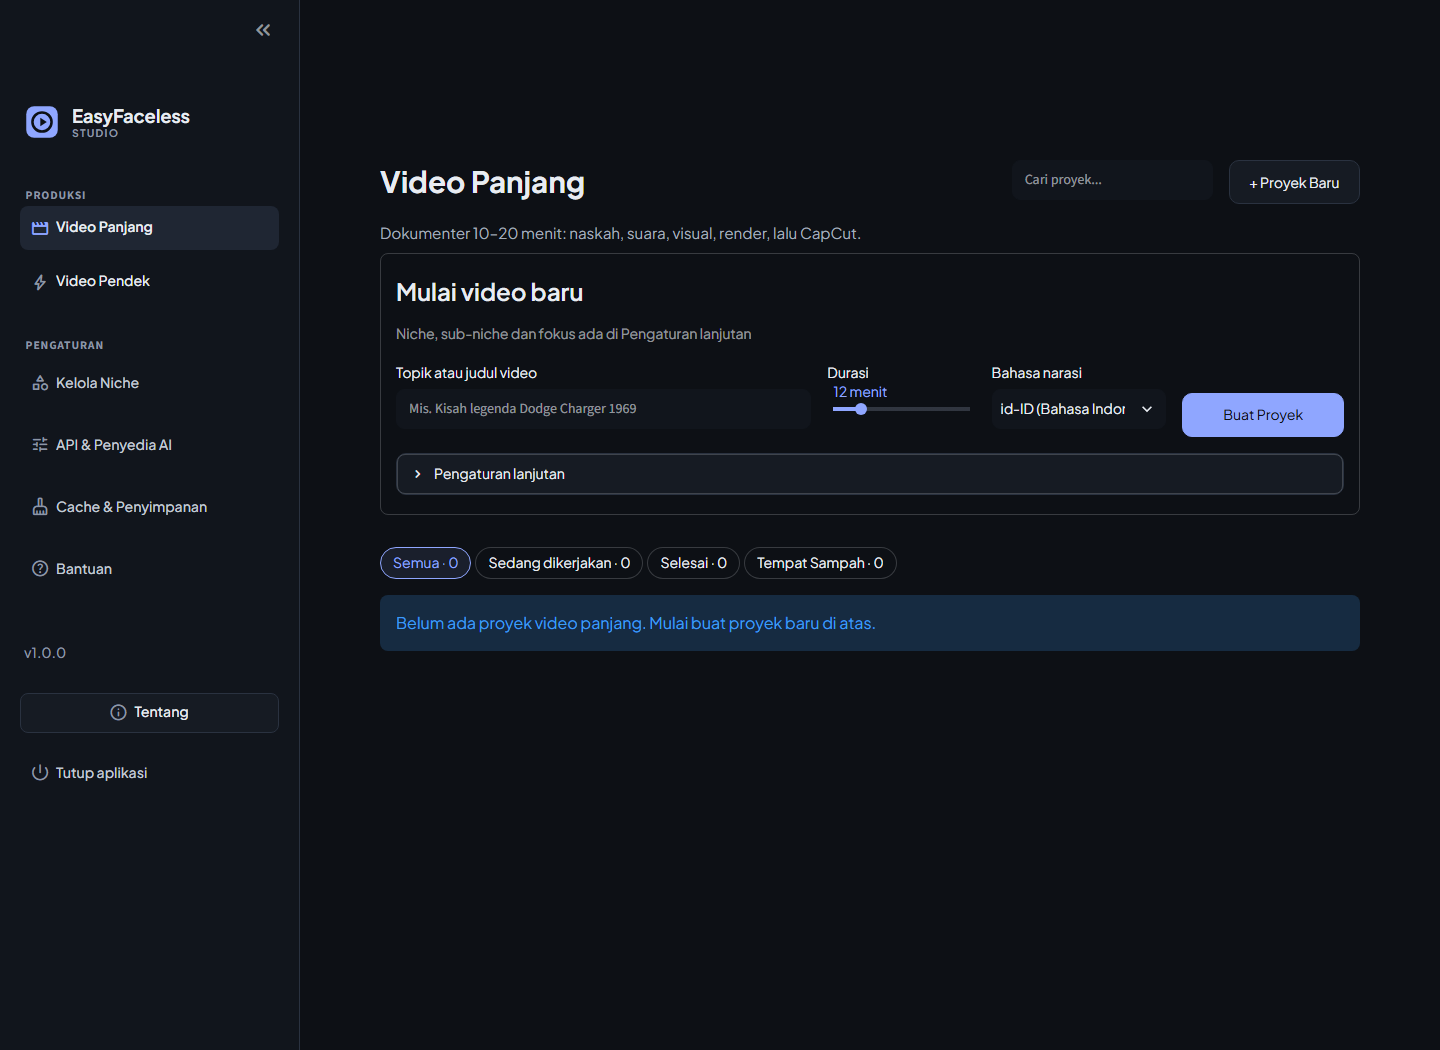 EasyFaceless
STUDIO
PRODUKSI
Video Panjang
Video Pendek
PENGATURAN
Kelola Niche
API & Penyedia AI
Cache & Penyimpanan
Bantuan
v1.0.0
Tentang
Tutup aplikasi
Video Panjang
Cari proyek...
+ Proyek Baru
Dokumenter 10–20 menit: naskah, suara, visual, render, lalu CapCut.
Mulai video baru
Niche, sub-niche dan fokus ada di Pengaturan lanjutan
Topik atau judul video
Mis. Kisah legenda Dodge Charger 1969
Durasi
12 menit
Bahasa narasi
id-ID (Bahasa Indor
Buat Proyek
Pengaturan lanjutan
Semua · 0
Sedang dikerjakan · 0
Selesai · 0
Tempat Sampah · 0
Belum ada proyek video panjang. Mulai buat proyek baru di atas.